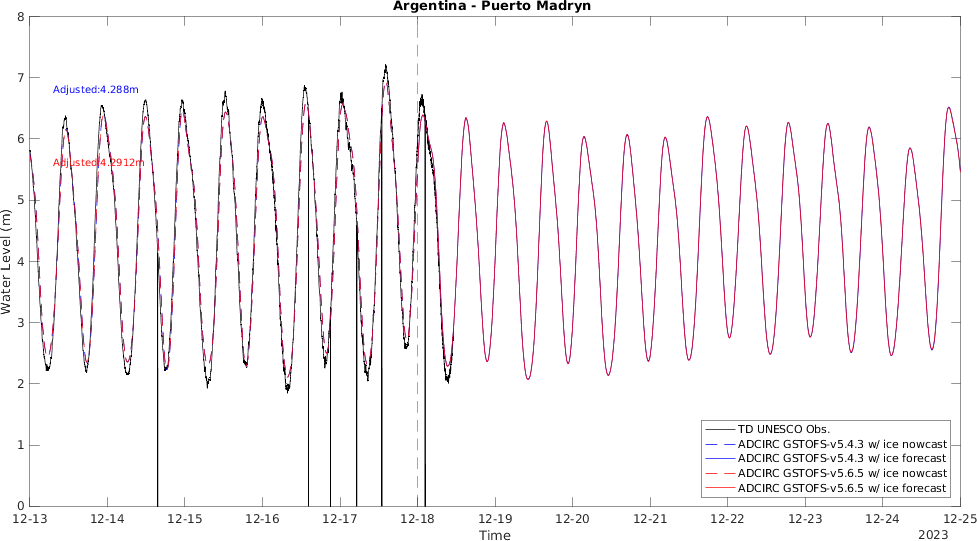 Argentina - Puerto Madryn
8
7
6
5
4
3
2
1
0
Water Level (m)
Adjusted:4.288m
Adjusted:4.2912m
TD UNESCO Obs.
ADCIRC GSTOFS-v5.4.3 w/ ice nowcast
ADCIRC GSTOFS-v5.4.3 w/ ice forecast
ADCIRC GSTOFS-v5.6.5 w/ ice nowcast
ADCIRC GSTOFS-v5.6.5 w/ ice forecast
12-13 12-14 12-15 12-16 12-17 12-18 12-19 12-20 12-21 12-22 12-23 12-24 12-25
Time
2023